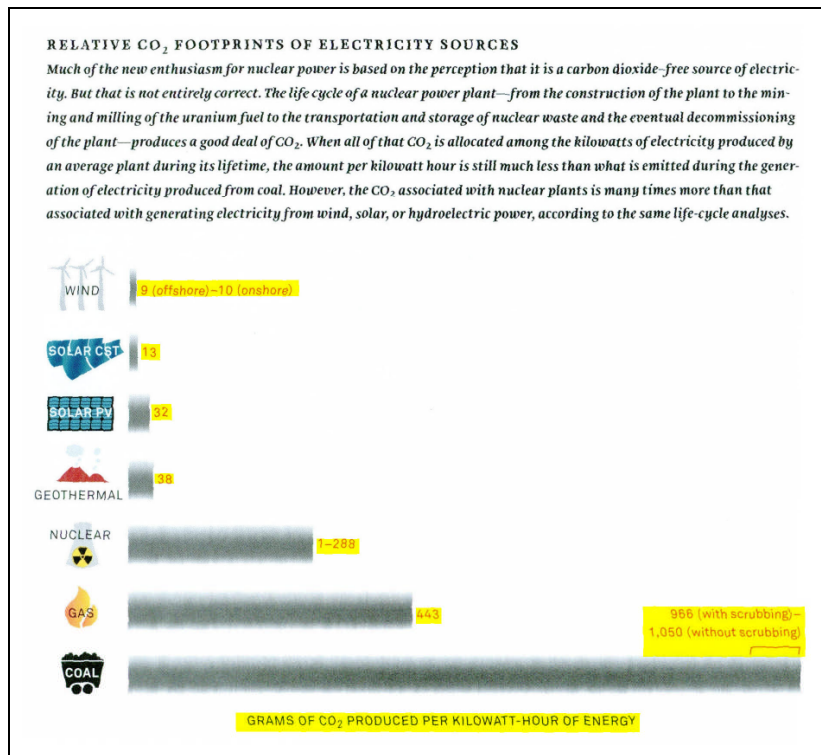 RELATIVE CO₂ FOOTPRINTS OF ELECTRICITY SOURCES
Much of the new enthusiasm for nuclear power is based on the perception that it is a carbon dioxide–free source of electric-
ity. But that is not entirely correct. The life cycle of a nuclear power plant—from the construction of the plant to the min-
ing and milling of the uranium fuel to the transportation and storage of nuclear waste and the eventual decommissioning
of the plant—produces a good deal of CO₂. When all of that CO₂ is allocated among the kilowatts of electricity produced by
an average plant during its lifetime, the amount per kilowatt hour is still much less than what is emitted during the gener-
ation of electricity produced from coal. However, the CO₂ associated with nuclear plants is many times more than that
associated with generating electricity from wind, solar, or hydroelectric power, according to the same life-cycle analyses.
WIND
9 (offshore)–10 (onshore)
SOLAR CST
13
SOLAR PV
32
GEOTHERMAL
38
NUCLEAR
1–288
GAS
443
COAL
966 (with scrubbing)–
1,050 (without scrubbing)
GRAMS OF CO₂ PRODUCED PER KILOWATT-HOUR OF ENERGY